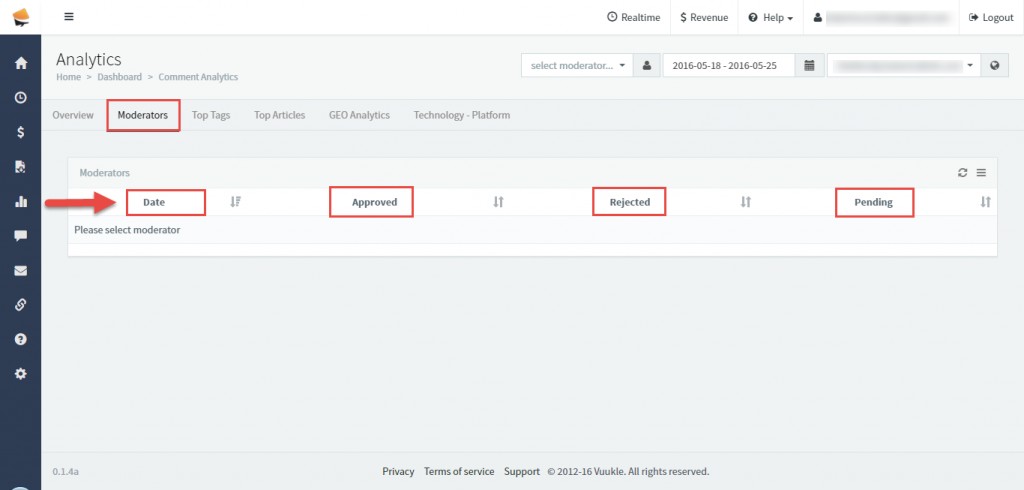 Realtime $ Revenue Help Logout
Analytics
Home > Dashboard > Comment Analytics
select moderator... 2016-05-18 - 2016-05-25
Overview Moderators Top Tags Top Articles GEO Analytics Technology - Platform
Moderators
Date Approved Rejected Pending
Please select moderator
0.1.4a Privacy Terms of service Support © 2012-16 Vuukle. All rights reserved.